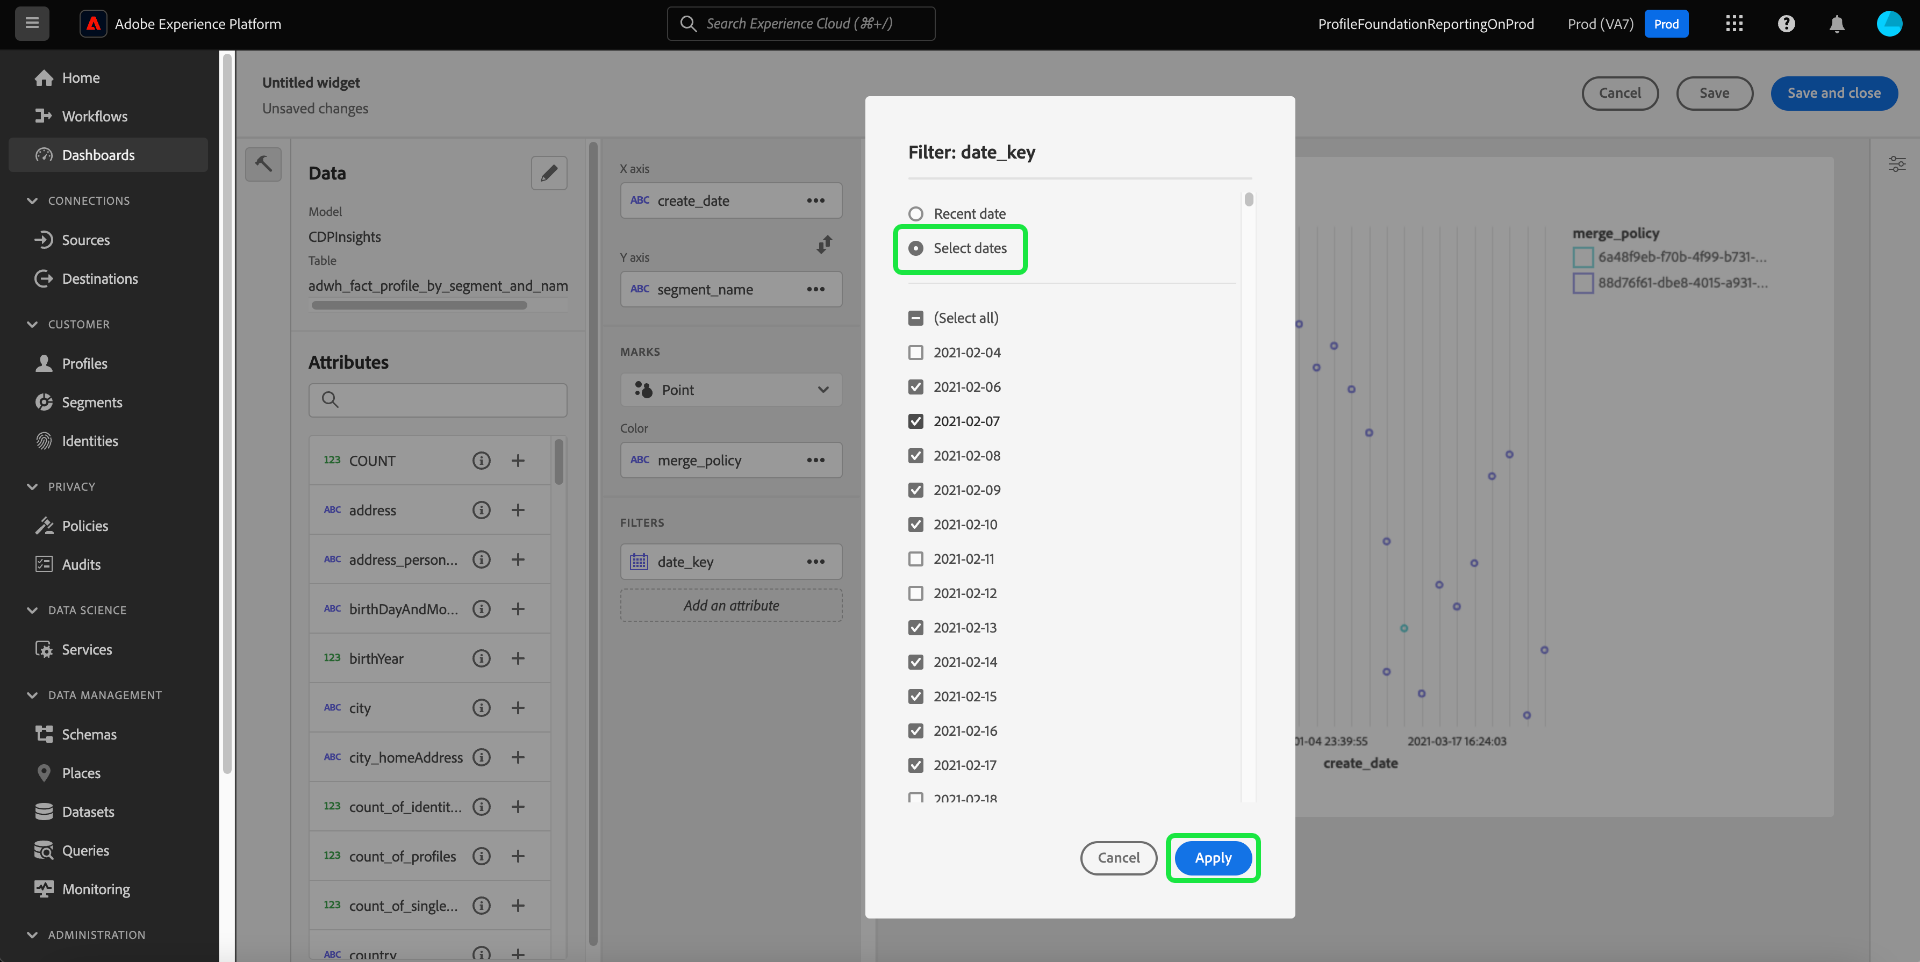 Adobe Experience Platform
Search Experience Cloud (⌘+/)
ProfileFoundationReportingOnProd
Prod (VA7)
Prod
Home
Workflows
Dashboards
CONNECTIONS
Sources
Destinations
CUSTOMER
Profiles
Segments
Identities
PRIVACY
Policies
Audits
DATA SCIENCE
Services
DATA MANAGEMENT
Schemas
Places
Datasets
Queries
Monitoring
ADMINISTRATION
Untitled widget
Unsaved changes
Cancel
Save
Save and close
Data
Model
CDPInsights
Table
adwh_fact_profile_by_segment_and_nam
Attributes
123 COUNT
ABC address
ABC address_person...
ABC birthDayAndMo...
123 birthYear
ABC city
ABC city_homeAddress
123 count_of_identit...
123 count_of_profiles
123 count_of_single...
ABC country
X axis
ABC create_date
Y axis
ABC segment_name
MARKS
Point
Color
ABC merge_policy
FILTERS
date_key
Add an attribute
Filter: date_key
Recent date
Select dates
(Select all)
2021-02-04
2021-02-06
2021-02-07
2021-02-08
2021-02-09
2021-02-10
2021-02-11
2021-02-12
2021-02-13
2021-02-14
2021-02-15
2021-02-16
2021-02-17
2021-02-18
Cancel
Apply
merge_policy
6a48f9eb-f70b-4f99-b731-...
88d76f61-dbe8-4015-a931-...
01-04 23:39:55
2021-03-17 16:24:03
create_date